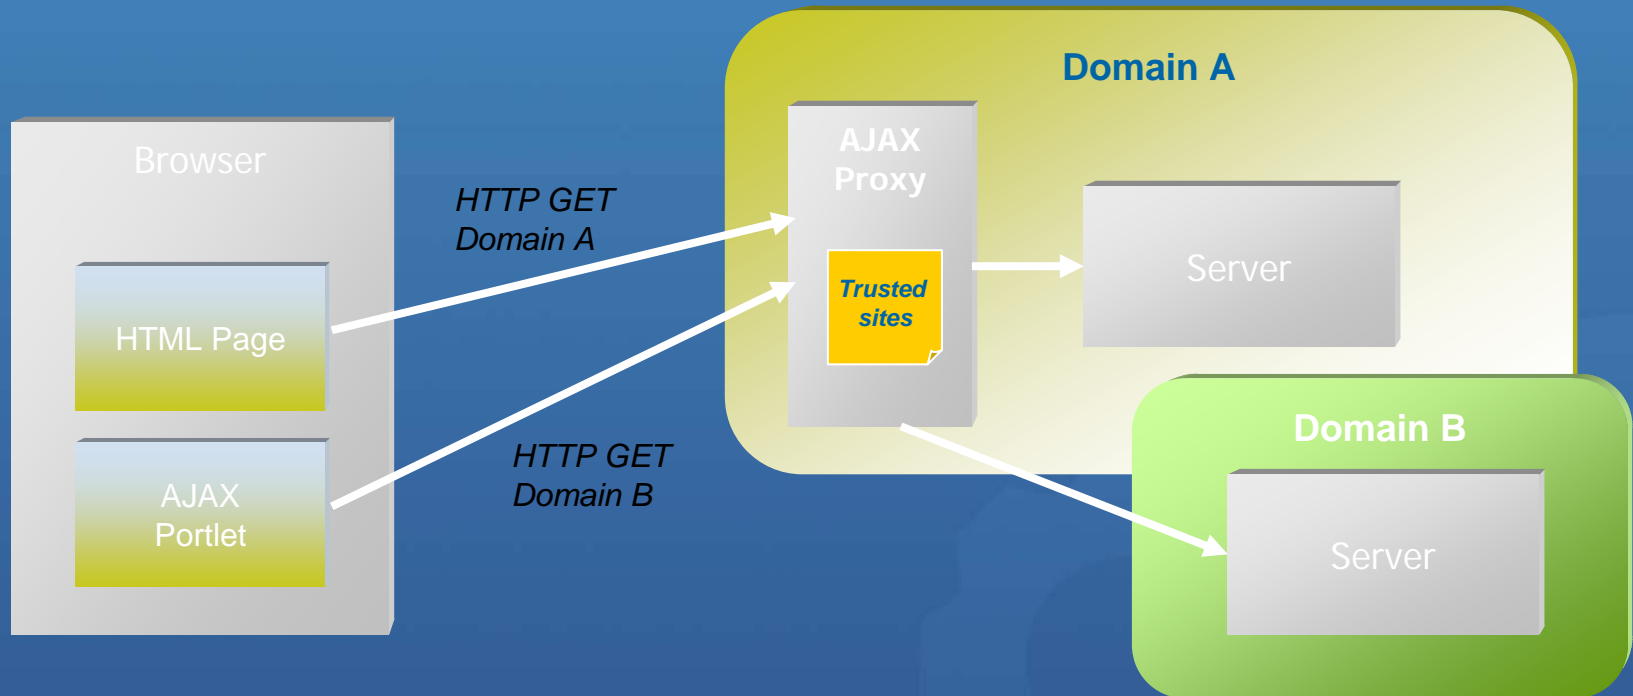 Browser
HTML Page
AJAX
Portlet
HTTP GET
Domain A
HTTP GET
Domain B
Domain A
AJAX
Proxy
Trusted
sites
Server
Domain B
Server